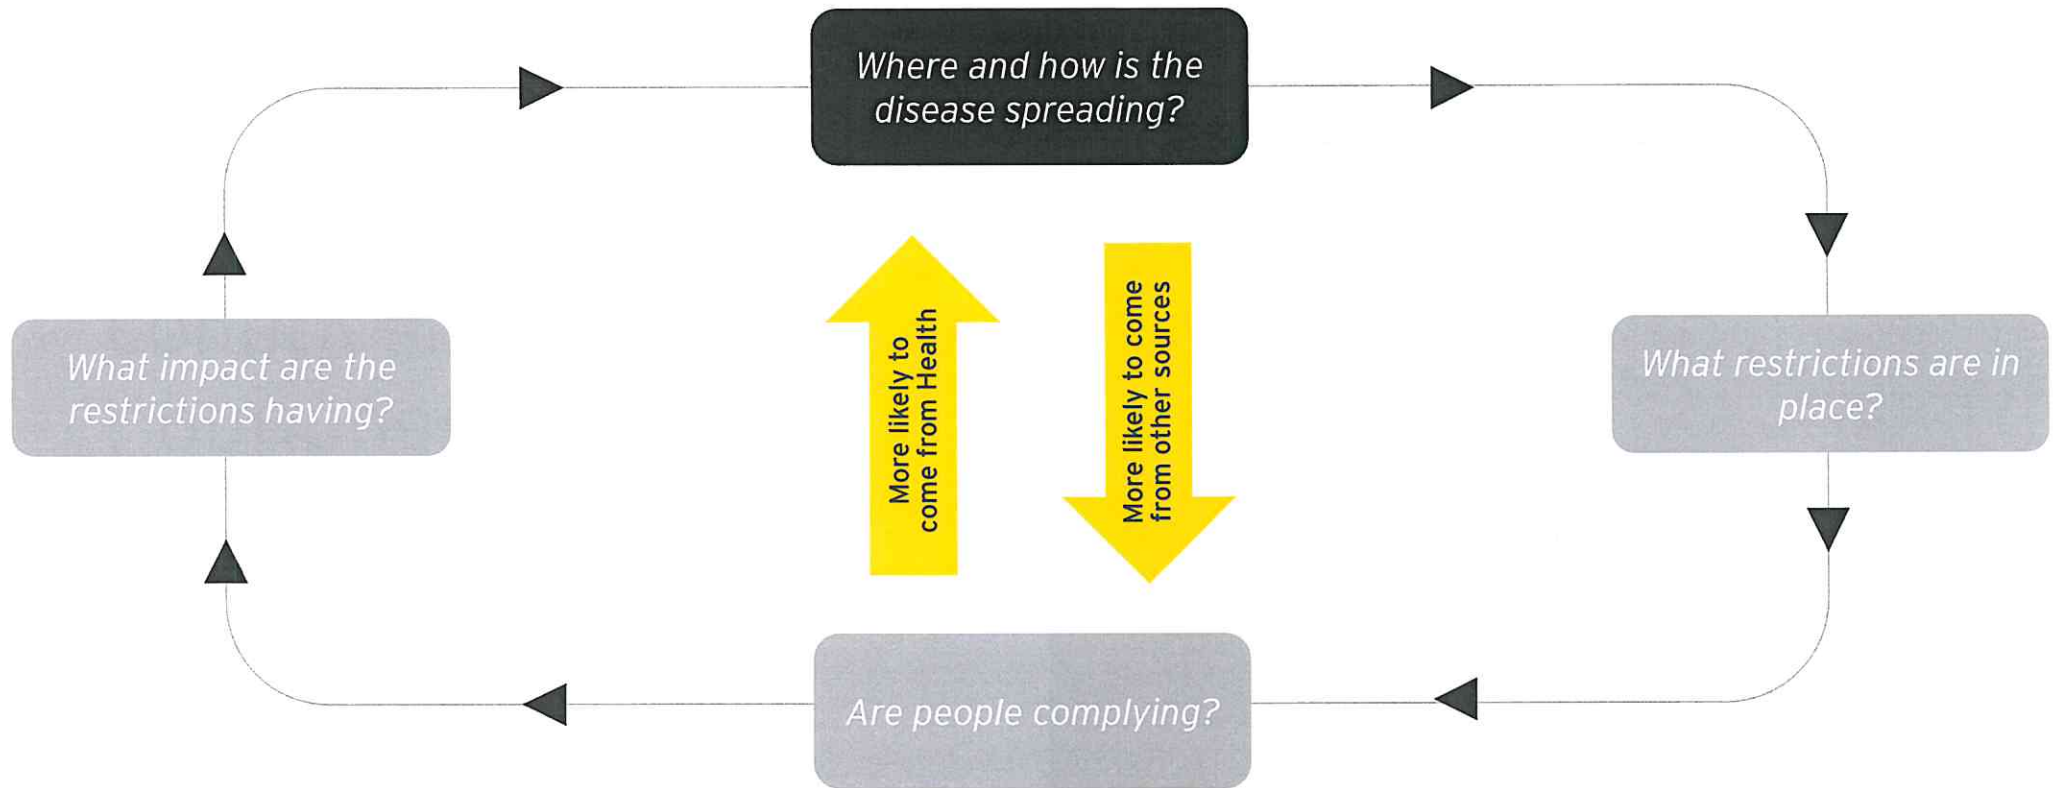 Where and how is the
disease spreading?
What impact are the
restrictions having?
More likely to
come from Health
More likely to come
from other sources
What restrictions are in
place?
Are people complying?